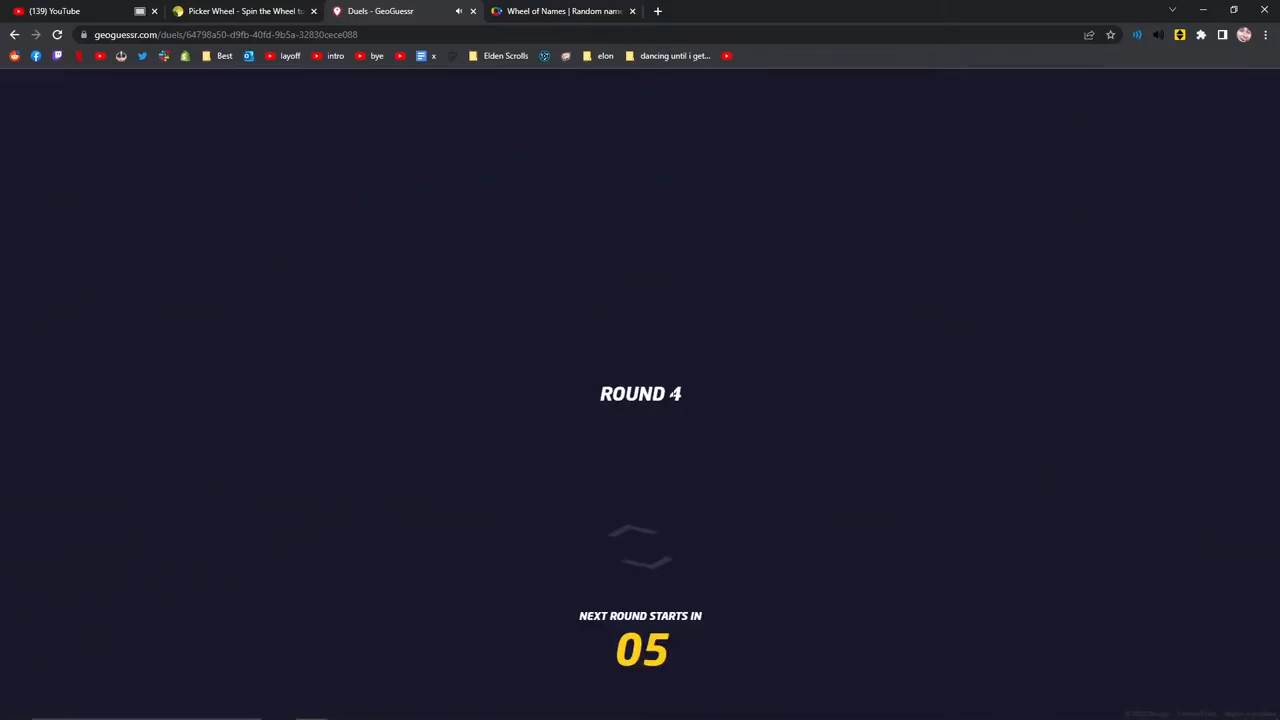 (139) YouTube
Picker Wheel - Spin the Wheel to
Duels - GeoGuessr
Wheel of Names | Random name
geoguessr.com/duels/64798a50-d9fb-40fd-9b5a-32830cece088
Best
layoff
intro
bye
x
Elden Scrolls
elon
dancing until i get...
ROUND 4
NEXT ROUND STARTS IN
05